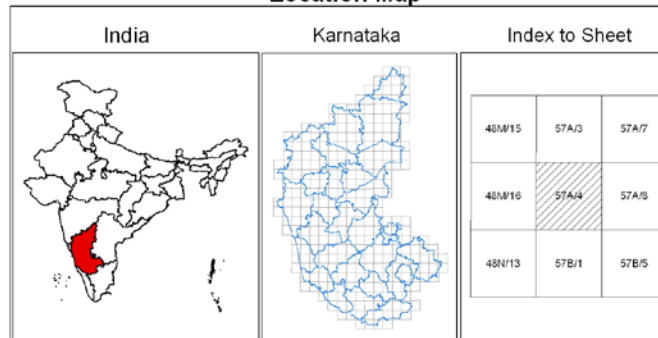 Location Map
India
Karnataka
Index to Sheet
48M/15 57A/3 57A/7
48M/16 57A/4 57A/8
48N/13 57B/1 57B/5